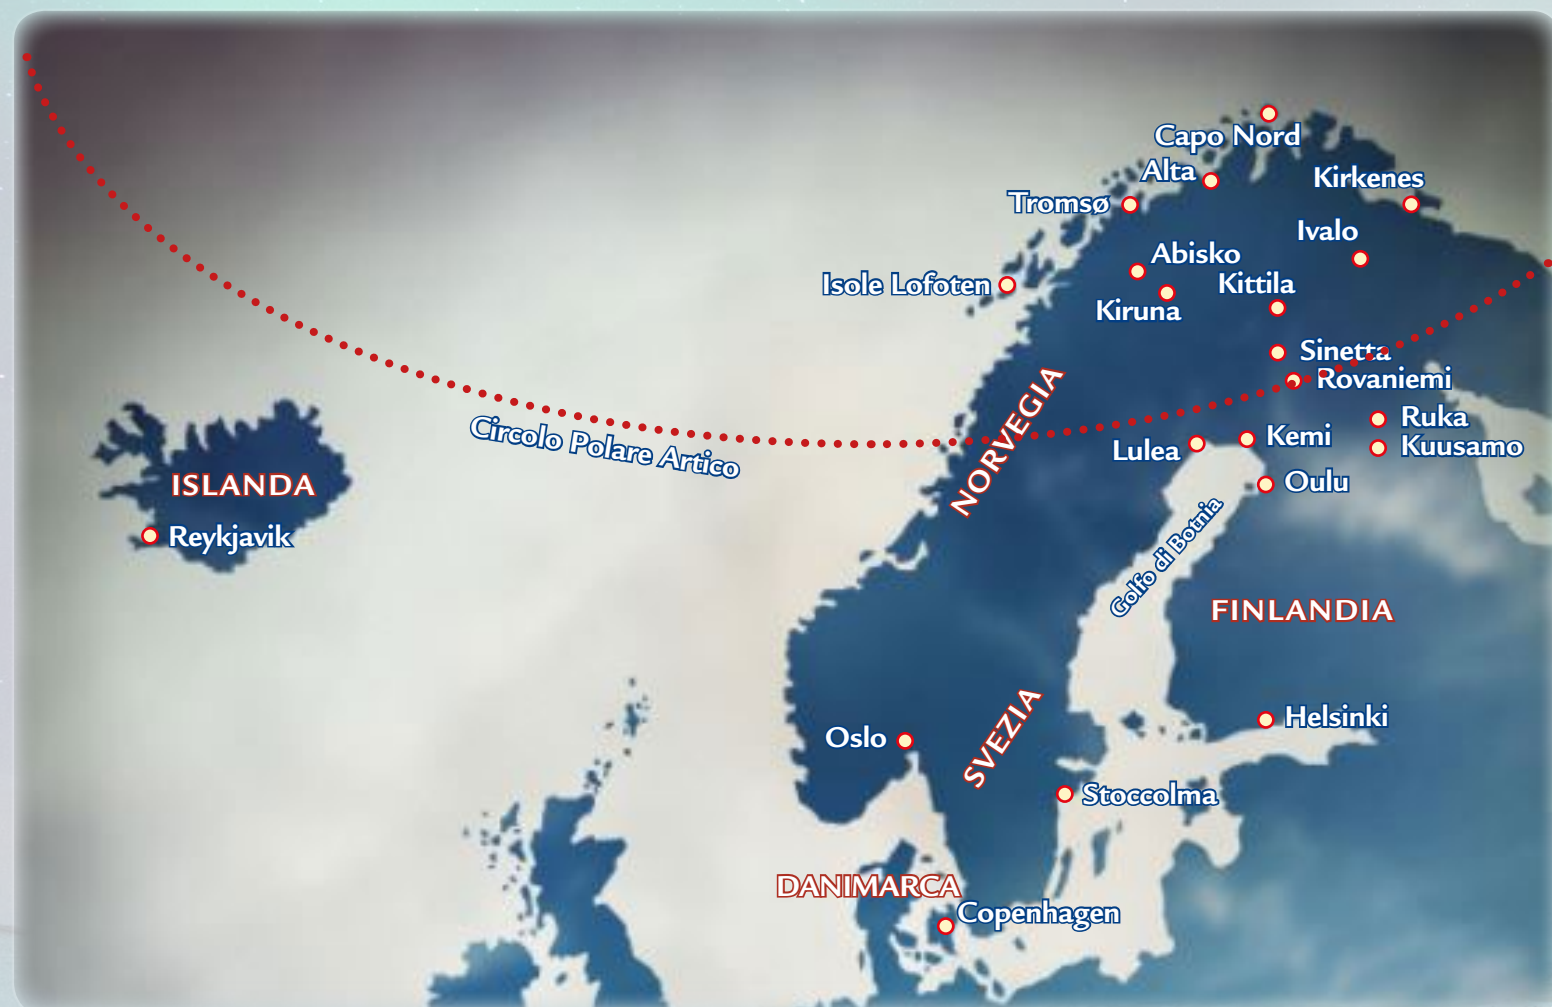 Capo Nord
Alta
Kirkenes
Tromsø
Ivalo
Abisko
Isole Lofoten
Kittila
Kiruna
Sinetta
Rovaniemi
NORVEGIA
Ruka
Circolo Polare Artico
Lulea
Kemi
Kuusamo
ISLANDA
Oulu
Reykjavik
Golfo di Botnia
FINLANDIA
Helsinki
Oslo
SVEZIA
Stoccolma
DANIMARCA
Copenhagen